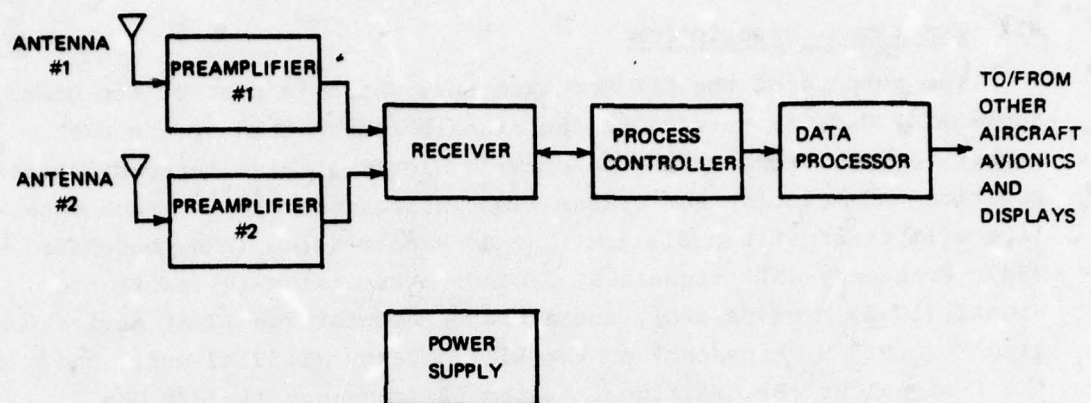 ANTENNA
#1
PREAMPLIFIER
#1
ANTENNA
#2
PREAMPLIFIER
#2
RECEIVER
PROCESS
CONTROLLER
DATA
PROCESSOR
TO/FROM
OTHER
AIRCRAFT
AVIONICS
AND
DISPLAYS
POWER
SUPPLY